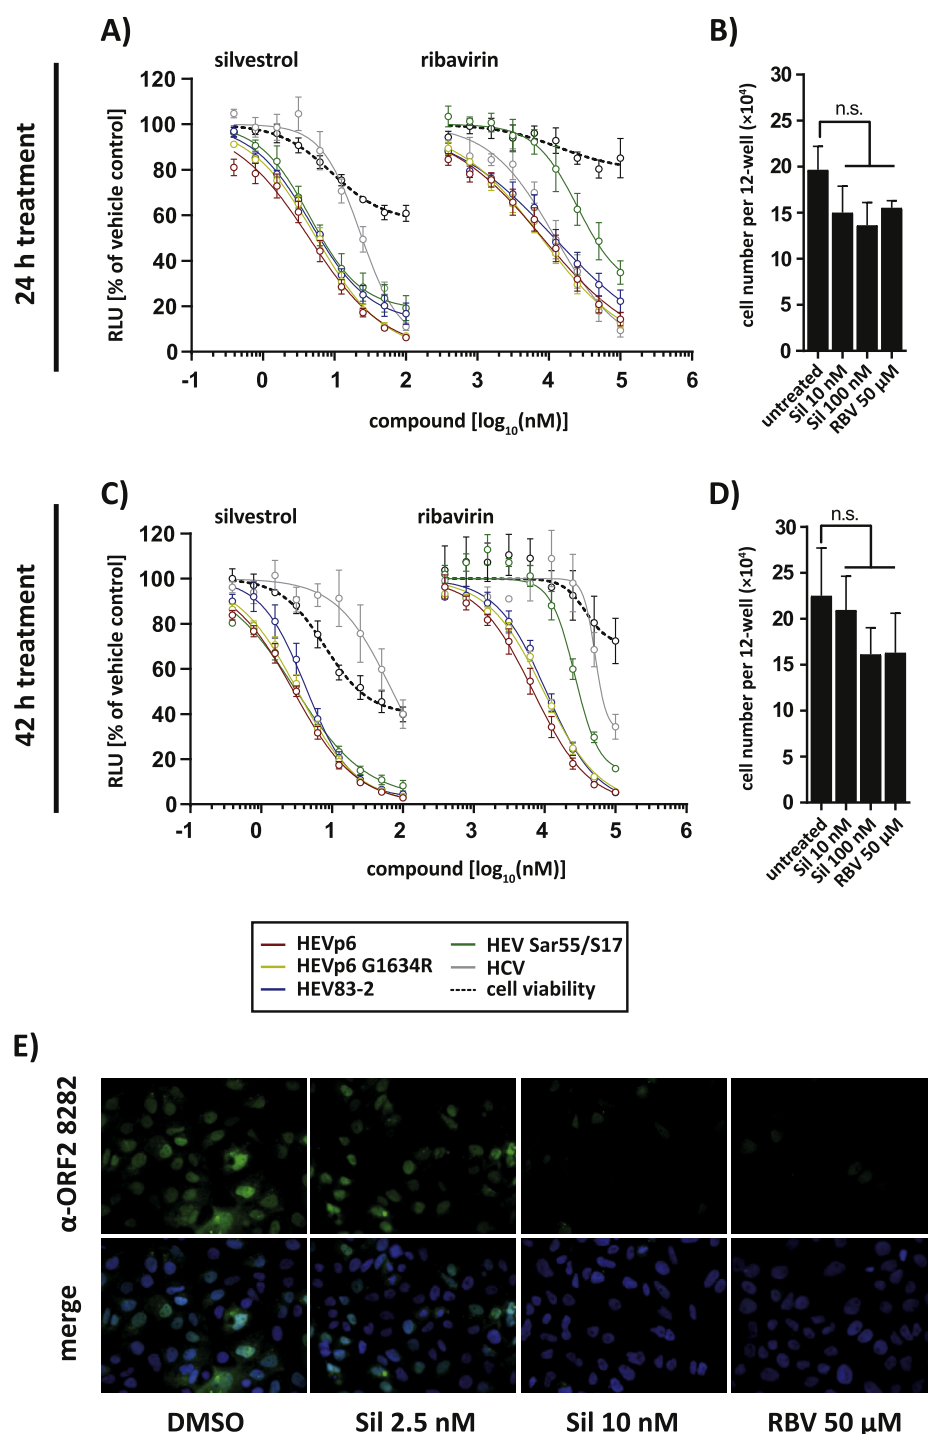 A)
B)
silvestrol
ribavirin
24 h treatment
RLU [% of vehicle control]
120
100
80
60
40
20
0
-1
0
1
2
3
4
5
6
compound [log10(nM)]
cell number per 12-well (×10⁴)
30
25
20
15
10
5
0
n.s.
untreated
Sil 10 nM
Sil 100 nM
RBV 50 µM
C)
D)
silvestrol
ribavirin
42 h treatment
RLU [% of vehicle control]
120
100
80
60
40
20
0
-1
0
1
2
3
4
5
6
compound [log10(nM)]
cell number per 12-well (×10⁴)
30
25
20
15
10
5
0
n.s.
untreated
Sil 10 nM
Sil 100 nM
RBV 50 µM
HEVp6
HEVp6 G1634R
HEV83-2
HEV Sar55/S17
HCV
cell viability
E)
α-ORF2 8282
merge
DMSO
Sil 2.5 nM
Sil 10 nM
RBV 50 µM